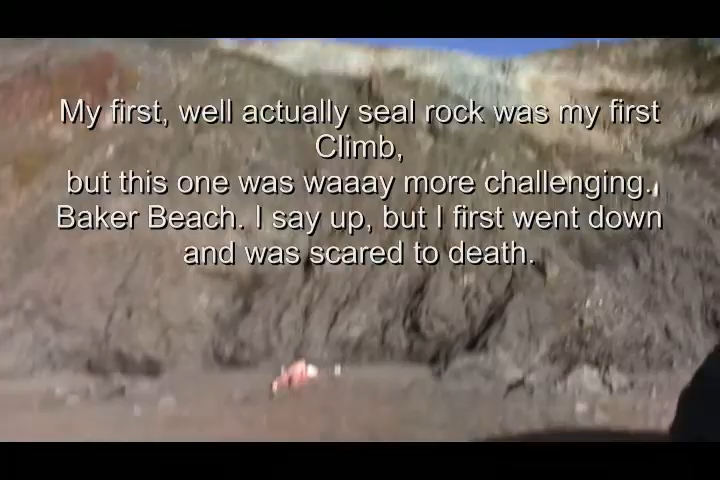 My first, well actually seal rock was my first
Climb,
but this one was waaay more challenging.
Baker Beach. I say up, but I first went down
and was scared to death.